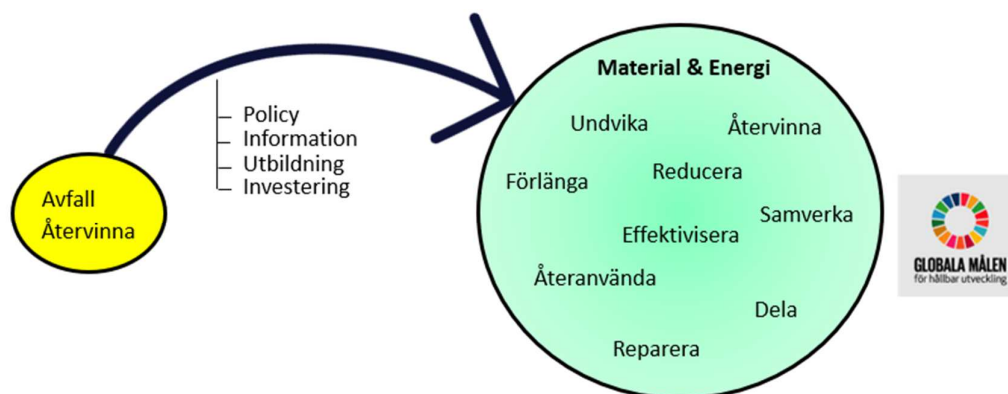 Avfall
Återvinna
Policy
Information
Utbildning
Investering
Material & Energi
Undvika
Återvinna
Reducera
Förlänga
Samverka
Effektivisera
Återanvända
Dela
Reparera
GLOBALA MÅLEN
för hållbar utveckling